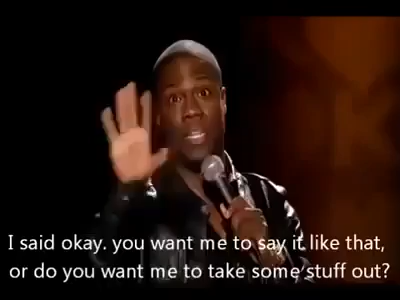 I said okay. you want me to say it like that,
or do you want me to take some stuff out?